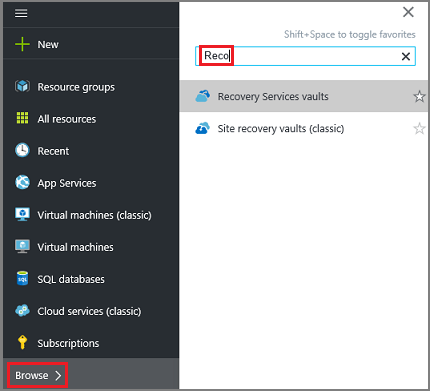 New
Resource groups
All resources
Recent
App Services
Virtual machines (classic)
Virtual machines
SQL databases
Cloud services (classic)
Subscriptions
Browse
Shift+Space to toggle favorites
Reco
Recovery Services vaults
Site recovery vaults (classic)